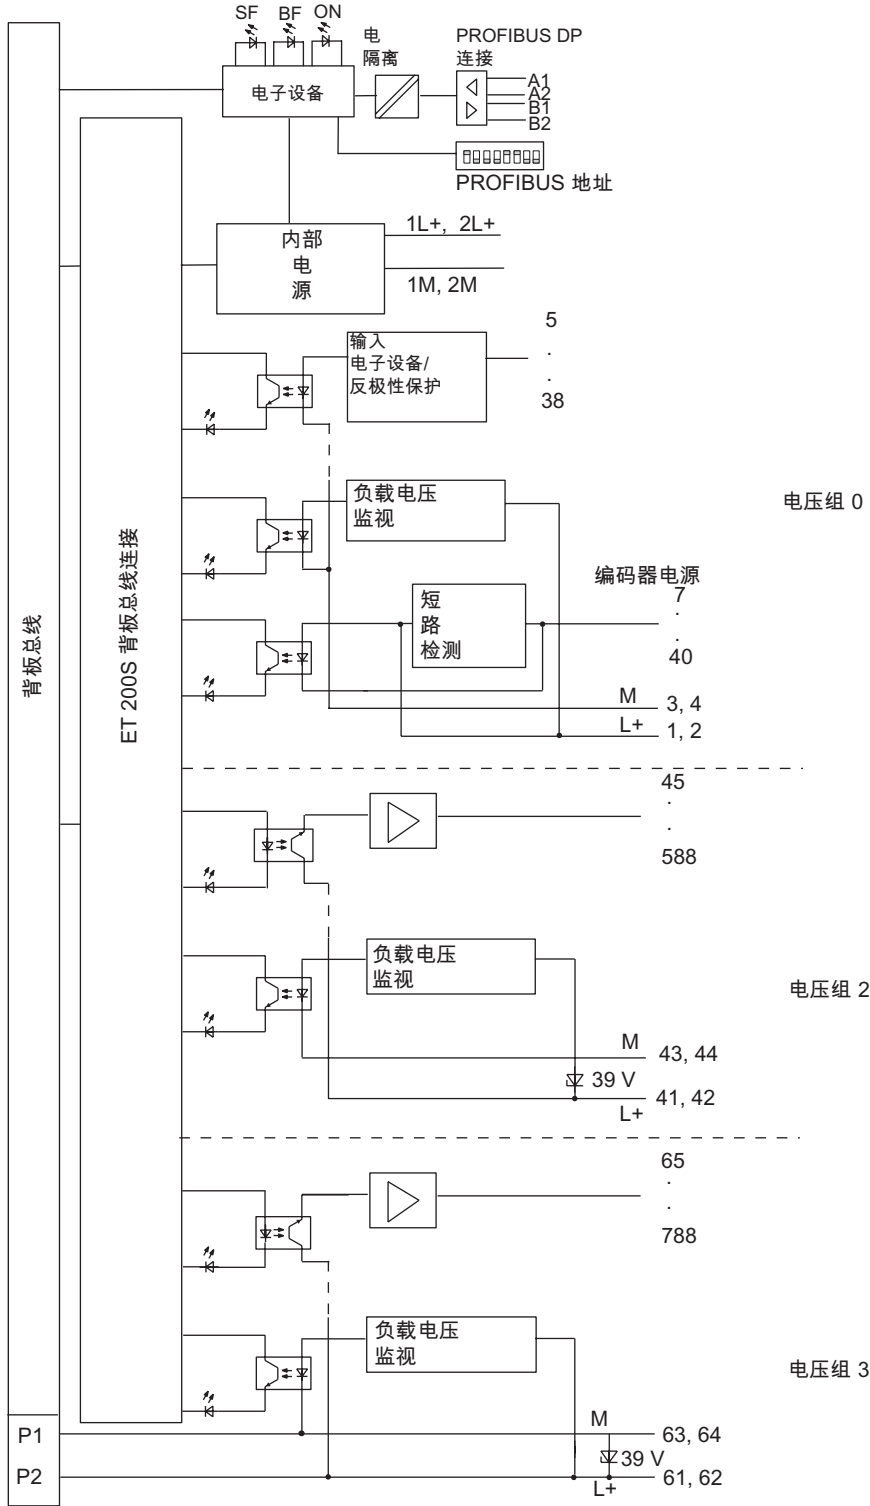 SF BF ON
电
隔离
PROFIBUS DP
连接
电子设备
A1
A2
B1
B2
PROFIBUS 地址
内部
电
源
1L+, 2L+
1M, 2M
输入
电子设备/
反极性保护
5
.
.
38
负载电压
监视
电压组 0
编码器电源
7
.
.
40
短
路
检测
M 3, 4
L+ 1, 2
背板总线
ET 200S 背板总线连接
45
.
.
588
负载电压
监视
电压组 2
M 43, 44
39 V
41, 42
L+
65
.
.
788
负载电压
监视
电压组 3
P1
M
63, 64
39 V
P2
61, 62
L+